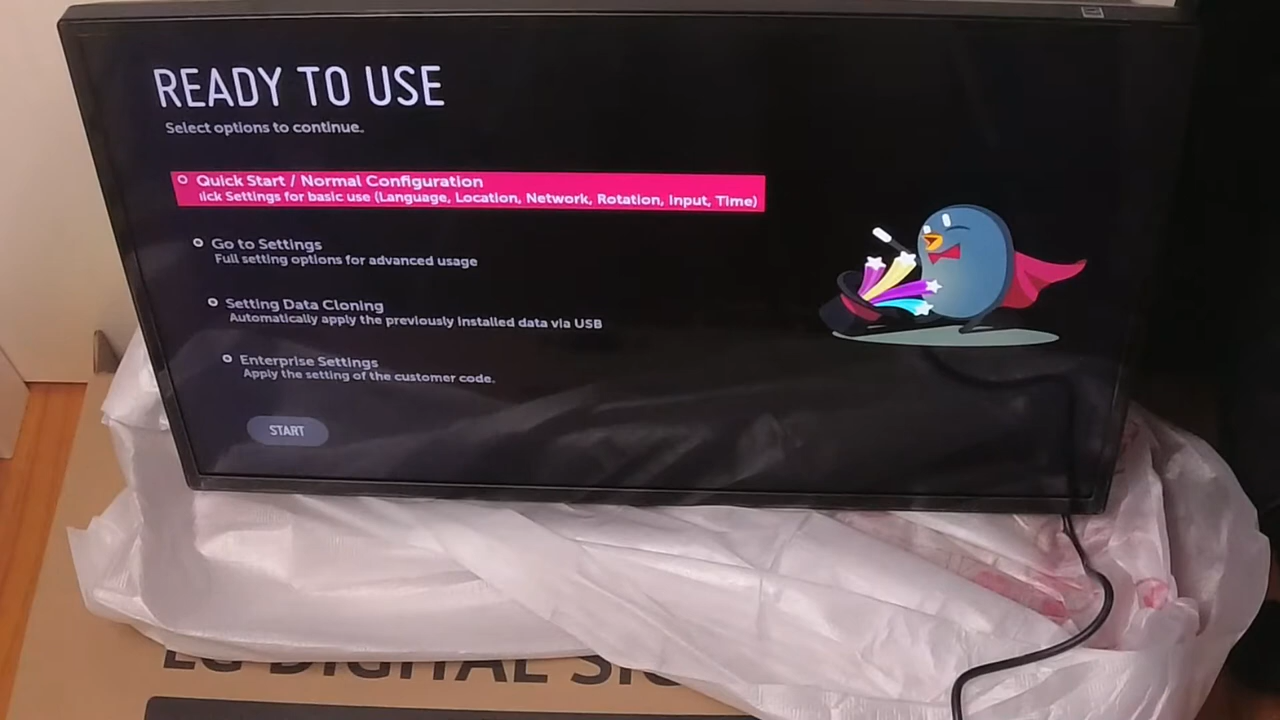 READY TO USE
Select options to continue.
Quick Start / Normal Configuration
ick Settings for basic use (Language, Location, Network, Rotation, Input, Time)
Go to Settings
Full setting options for advanced usage
Setting Data Cloning
Automatically apply the previously installed data via USB
Enterprise Settings
Apply the setting of the customer code.
START
LG DIGITAL